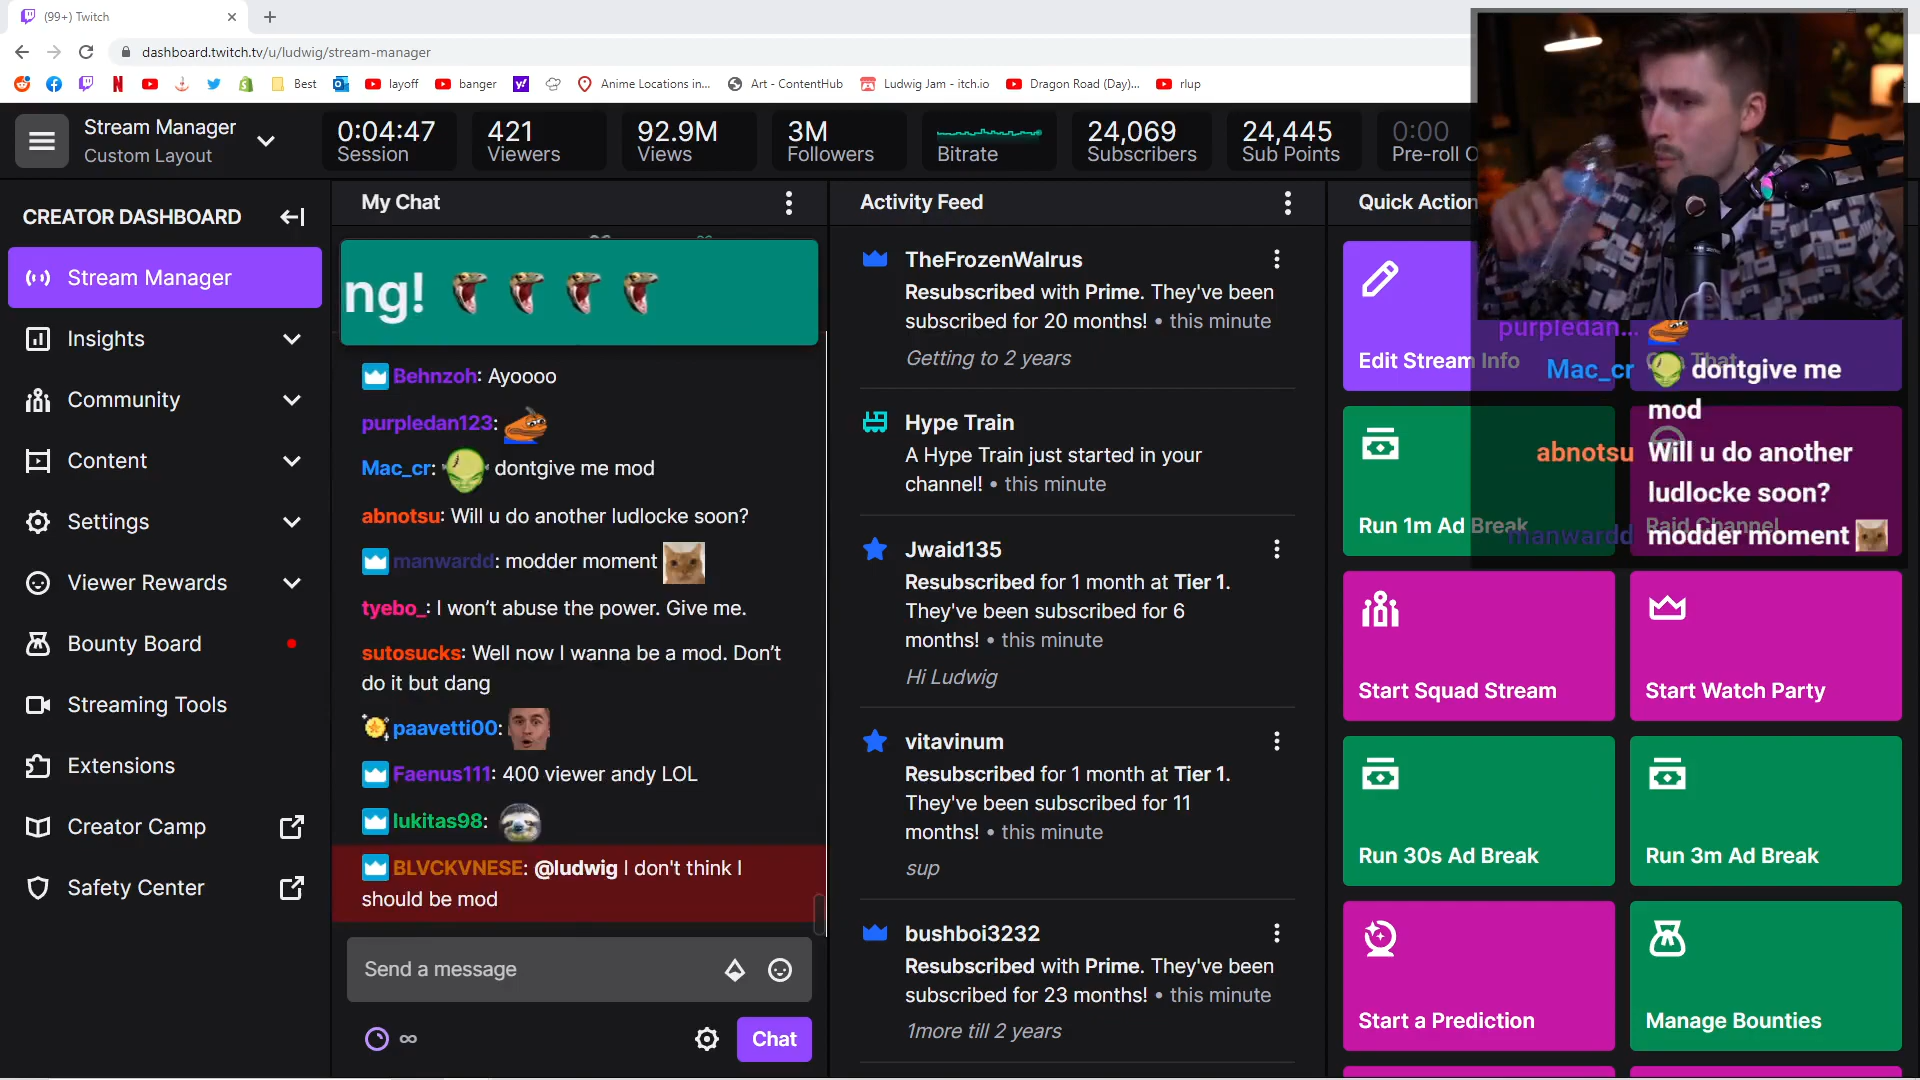 (99+) Twitch
dashboard.twitch.tv/u/ludwig/stream-manager
Best
layoff
banger
Anime Locations in...
Art - ContentHub
Ludwig Jam - itch.io
Dragon Road (Day)...
rlup
Stream Manager
Custom Layout
0:04:47
Session
421
Viewers
92.9M
Views
3M
Followers
Bitrate
24,069
Subscribers
24,445
Sub Points
0:00
Pre-roll
CREATOR DASHBOARD
Stream Manager
Insights
Community
Content
Settings
Viewer Rewards
Bounty Board
Streaming Tools
Extensions
Creator Camp
Safety Center
My Chat
ng!
Behnzoh: Ayoooo
purpledan123:
Mac_cr: dontgive me mod
abnotsu: Will u do another ludlocke soon?
manwardd: modder moment
tyebo_: I won't abuse the power. Give me.
sutosucks: Well now I wanna be a mod. Don't
do it but dang
paavetti00:
Faenus111: 400 viewer andy LOL
lukitas98:
BLVCKVNESE: @ludwig I don't think I
should be mod
Send a message
Chat
Activity Feed
TheFrozenWalrus
Resubscribed with Prime. They've been
subscribed for 20 months! • this minute
Getting to 2 years
Hype Train
A Hype Train just started in your
channel! • this minute
Jwaid135
Resubscribed for 1 month at Tier 1.
They've been subscribed for 6
months! • this minute
Hi Ludwig
vitavinum
Resubscribed for 1 month at Tier 1.
They've been subscribed for 11
months! • this minute
sup
bushboi3232
Resubscribed with Prime. They've been
subscribed for 23 months! • this minute
1more till 2 years
Quick Action
Edit Stream Info
Run 1m Ad Break
Raid Channel
Start Squad Stream
Start Watch Party
Run 30s Ad Break
Run 3m Ad Break
Start a Prediction
Manage Bounties
purpledan...
Mac_cr dontgive me
mod
abnotsu Will u do another
ludlocke soon?
manwardd modder moment